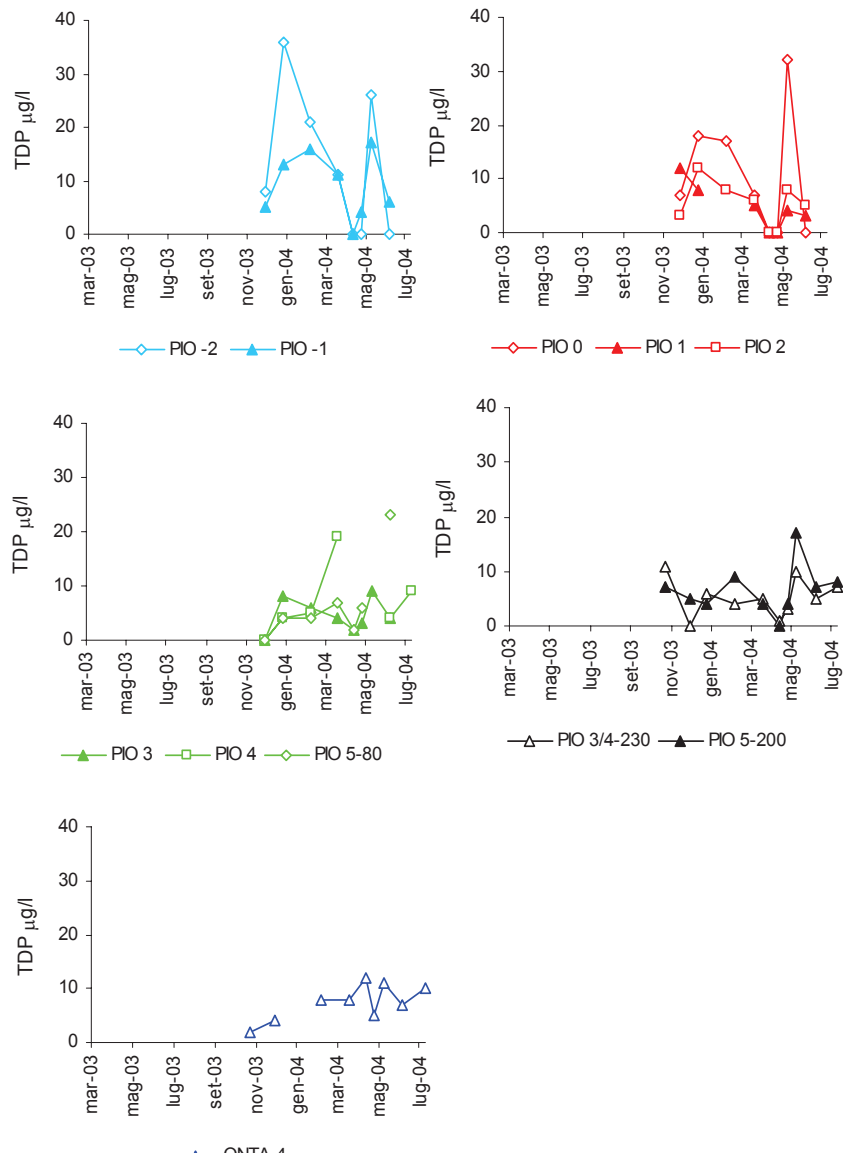 40
30
20
10
0
TDP μg/l
mar-03
mag-03
lug-03
set-03
nov-03
gen-04
mar-04
mag-04
lug-04
PIO -2 PIO -1
40
30
20
10
0
TDP μg/l
mar-03
mag-03
lug-03
set-03
nov-03
gen-04
mar-04
mag-04
lug-04
PIO 0 PIO 1 PIO 2
40
30
20
10
0
TDP μg/l
mar-03
mag-03
lug-03
set-03
nov-03
gen-04
mar-04
mag-04
lug-04
PIO 3 PIO 4 PIO 5-80
40
30
20
10
0
TDP μg/l
mar-03
mag-03
lug-03
set-03
nov-03
gen-04
mar-04
mag-04
lug-04
PIO 3/4-230 PIO 5-200
40
30
20
10
0
TDP μg/l
mar-03
mag-03
lug-03
set-03
nov-03
gen-04
mar-04
mag-04
lug-04